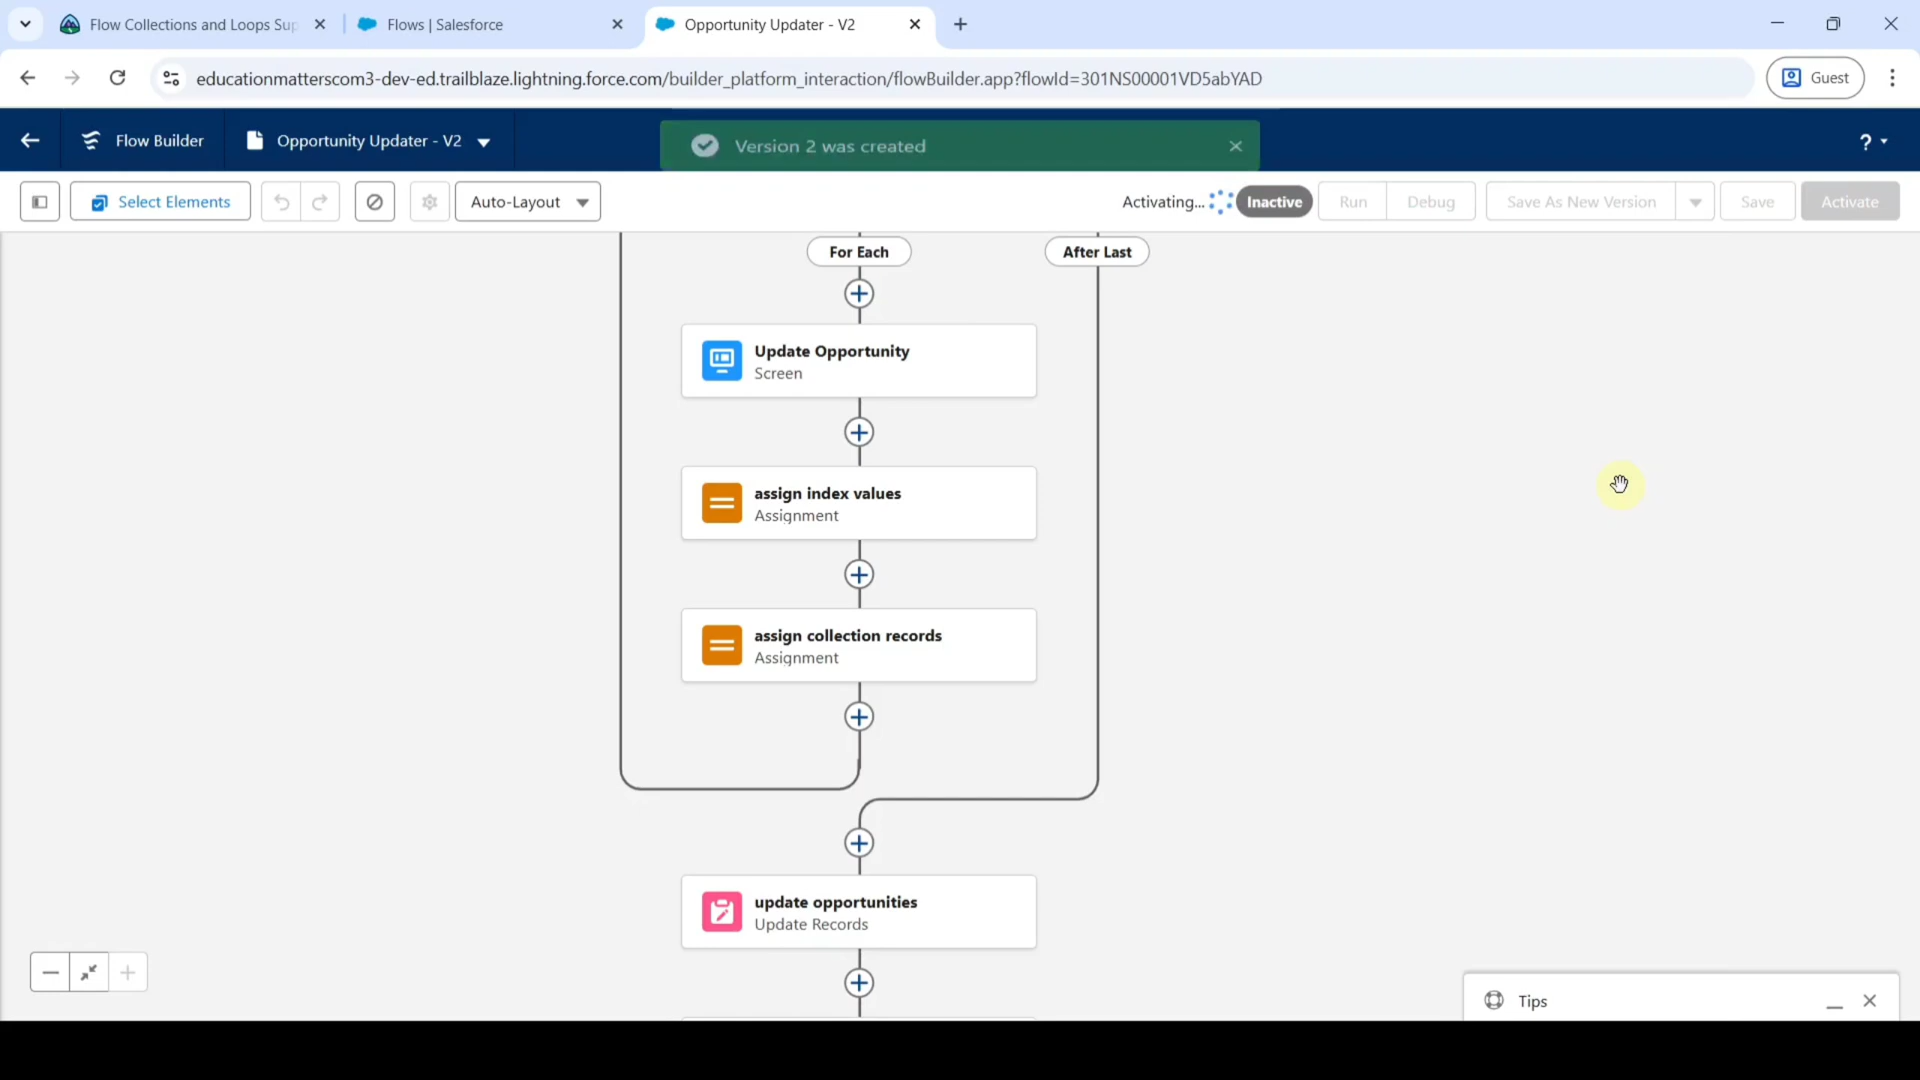 Flow Collections and Loops Sup
Flows | Salesforce
Opportunity Updater - V2
educationmatterscom3-dev-ed.trailblaze.lightning.force.com/builder_platform_interaction/flowBuilder.app?flowId=301NS00001VD5abYAD
Guest
Flow Builder
Opportunity Updater - V2
Version 2 was created
?
Select Elements
Auto-Layout
Activating...
Inactive
Run
Debug
Save As New Version
Save
Activate
For Each
After Last
Update Opportunity
Screen
assign index values
Assignment
assign collection records
Assignment
update opportunities
Update Records
Tips